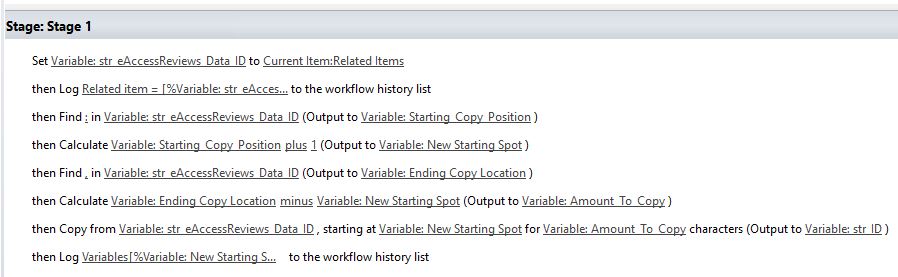 Stage: Stage 1
Set Variable: str_eAccessReviews_Data_ID to Current Item:Related Items
then Log Related item = [%Variable: str_eAcces... to the workflow history list
then Find : in Variable: str_eAccessReviews_Data_ID (Output to Variable: Starting_Copy_Position )
then Calculate Variable: Starting_Copy_Position plus 1 (Output to Variable: New Starting Spot )
then Find , in Variable: str_eAccessReviews_Data_ID (Output to Variable: Ending Copy Location )
then Calculate Variable: Ending Copy Location minus Variable: New Starting Spot (Output to Variable: Amount_To_Copy )
then Copy from Variable: str_eAccessReviews_Data_ID , starting at Variable: New Starting Spot for Variable: Amount_To_Copy characters (Output to Variable: str_ID )
then Log Variables[%Variable: New Starting S... to the workflow history list